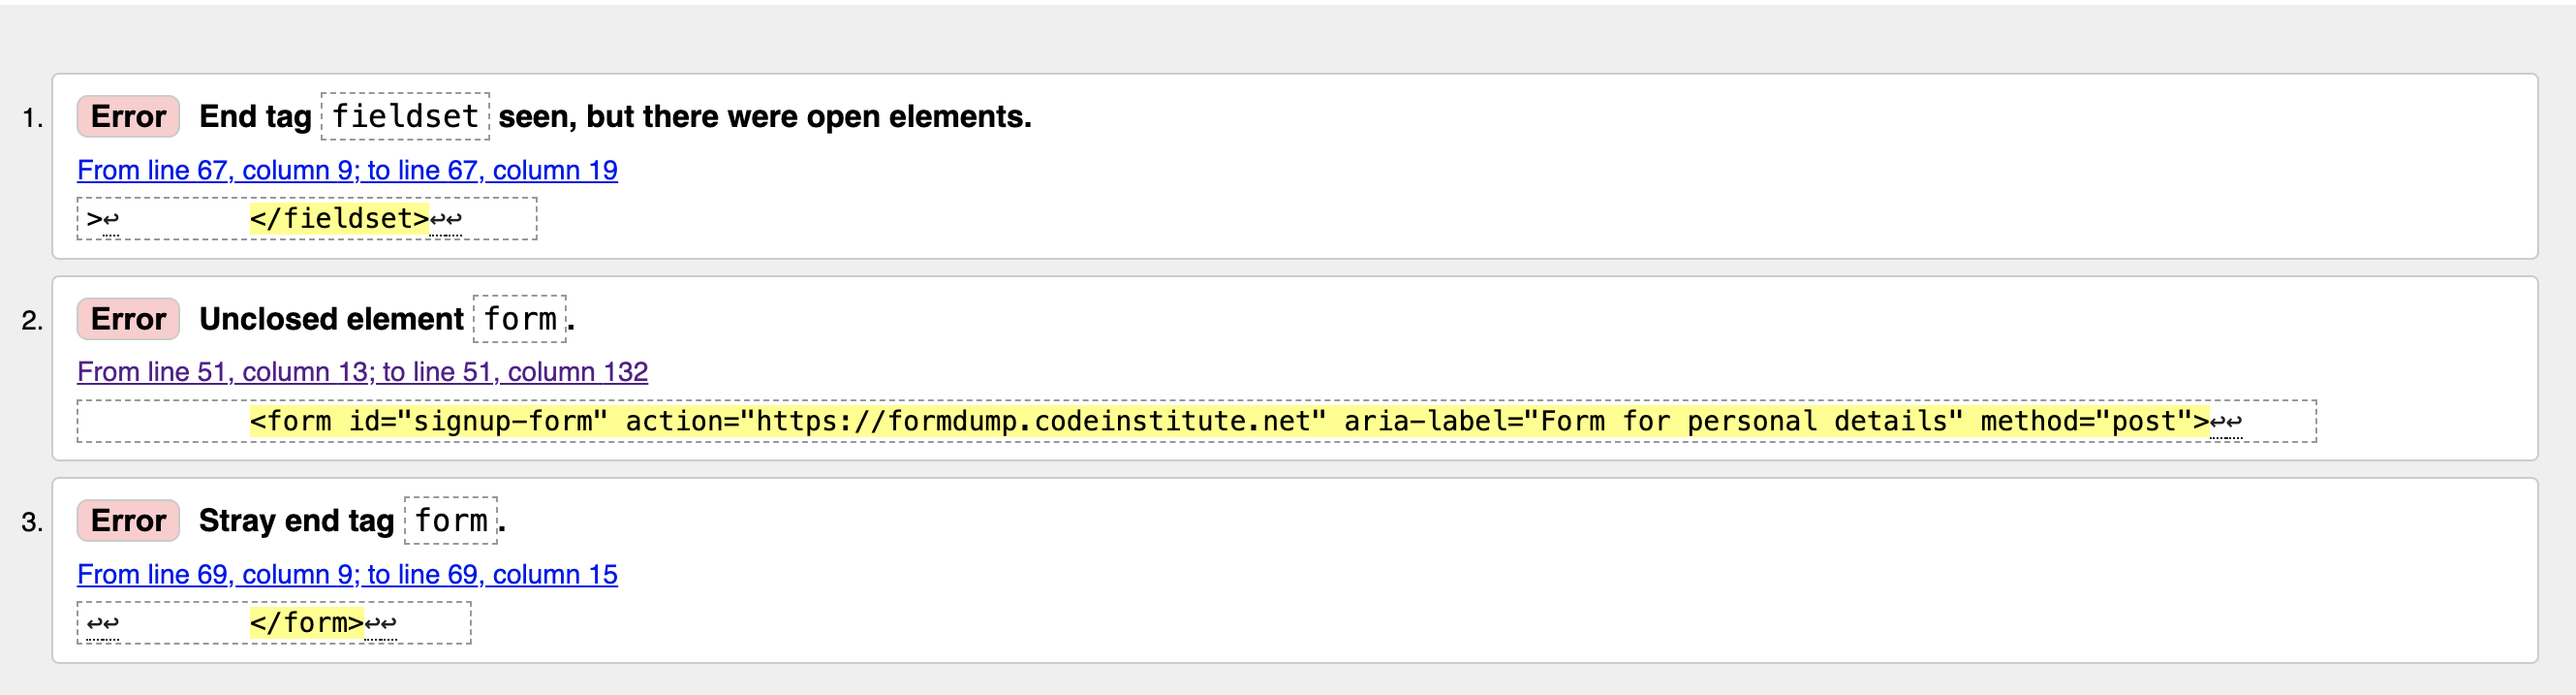 1. Error End tag fieldset seen, but there were open elements.
From line 67, column 9; to line 67, column 19
>↩        </fieldset>↩↩
2. Error Unclosed element form.
From line 51, column 13; to line 51, column 132
<form id="signup-form" action="https://formdump.codeinstitute.net" aria-label="Form for personal details" method="post">↩↩
3. Error Stray end tag form.
From line 69, column 9; to line 69, column 15
↩↩        </form>↩↩